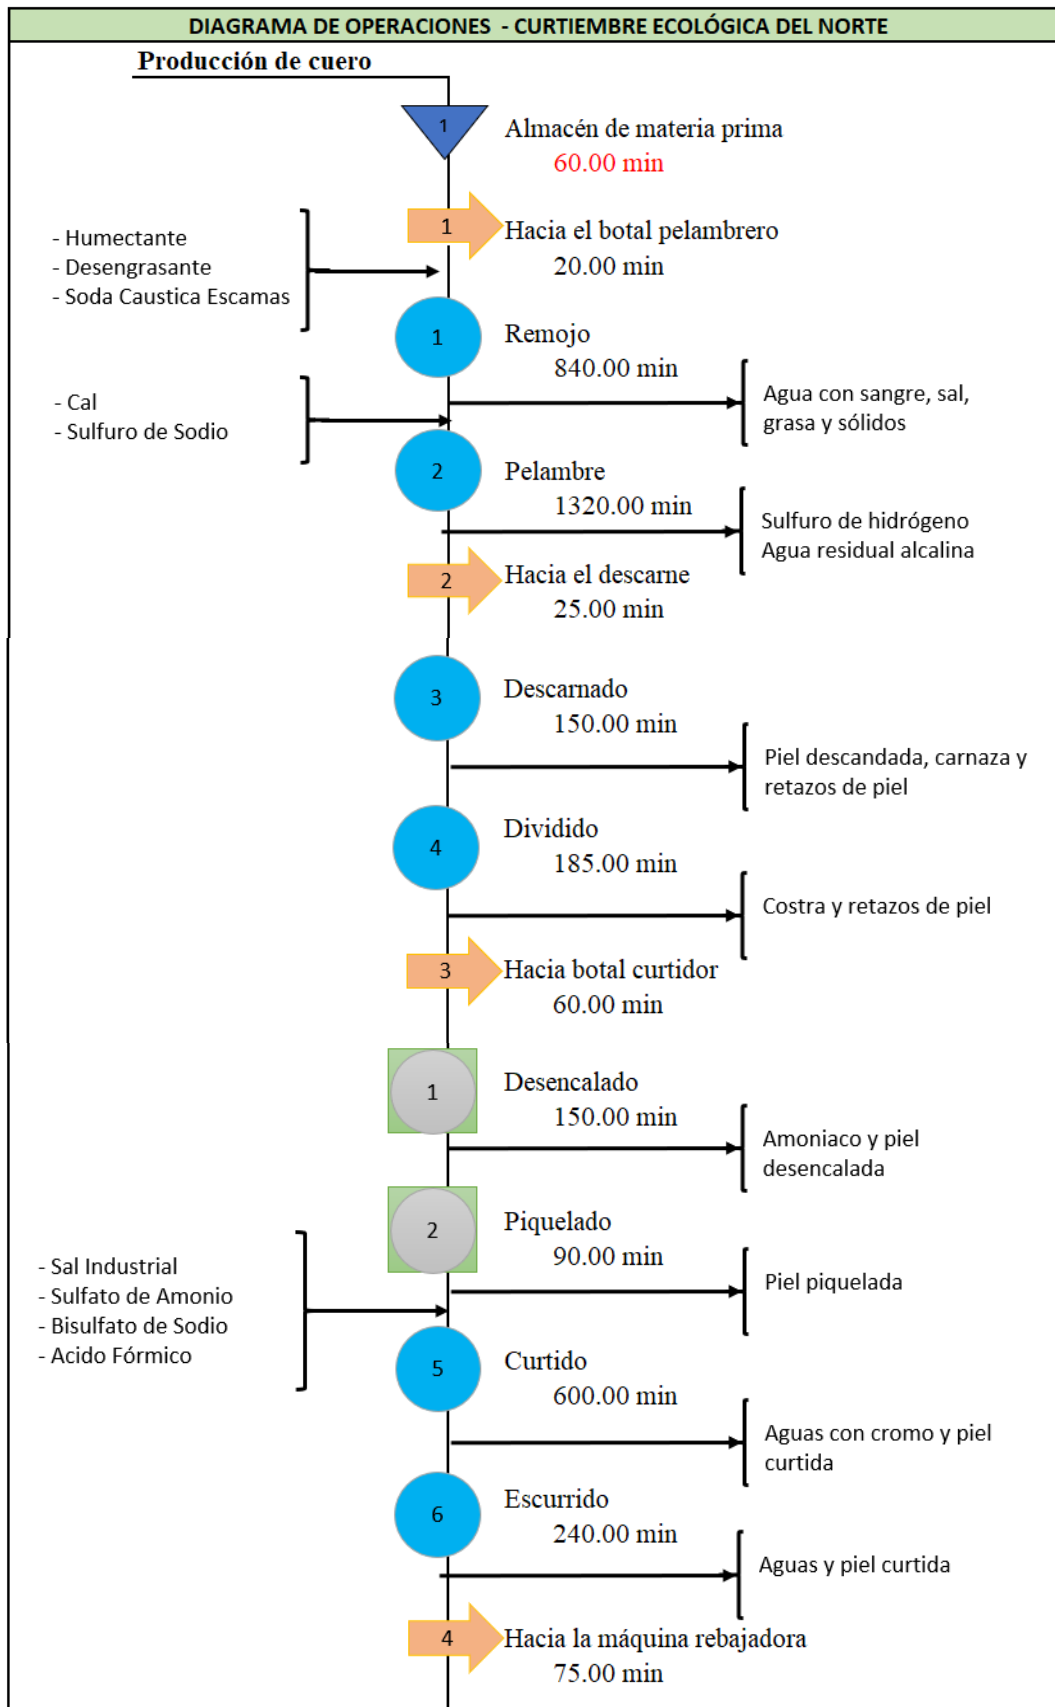 DIAGRAMA DE OPERACIONES - CURTIEMBRE ECOLÓGICA DEL NORTE
Producción de cuero
1
Almacén de materia prima
60.00 min
1
Hacia el botal pelambrero
20.00 min
- Humectante
- Desengrasante
- Soda Caustica Escamas
1
Remojo
840.00 min
Agua con sangre, sal,
grasa y sólidos
- Cal
- Sulfuro de Sodio
2
Pelambre
1320.00 min
Sulfuro de hidrógeno
Agua residual alcalina
2
Hacia el descarne
25.00 min
3
Descarnado
150.00 min
Piel descandada, carnaza y
retazos de piel
4
Dividido
185.00 min
Costra y retazos de piel
3
Hacia botal curtidor
60.00 min
1
Desencalado
150.00 min
Amoniaco y piel
desencalada
2
Piquelado
90.00 min
Piel piquelada
- Sal Industrial
- Sulfato de Amonio
- Bisulfato de Sodio
- Acido Fórmico
5
Curtido
600.00 min
Aguas con cromo y piel
curtida
6
Escurrido
240.00 min
Aguas y piel curtida
4
Hacia la máquina rebajadora
75.00 min